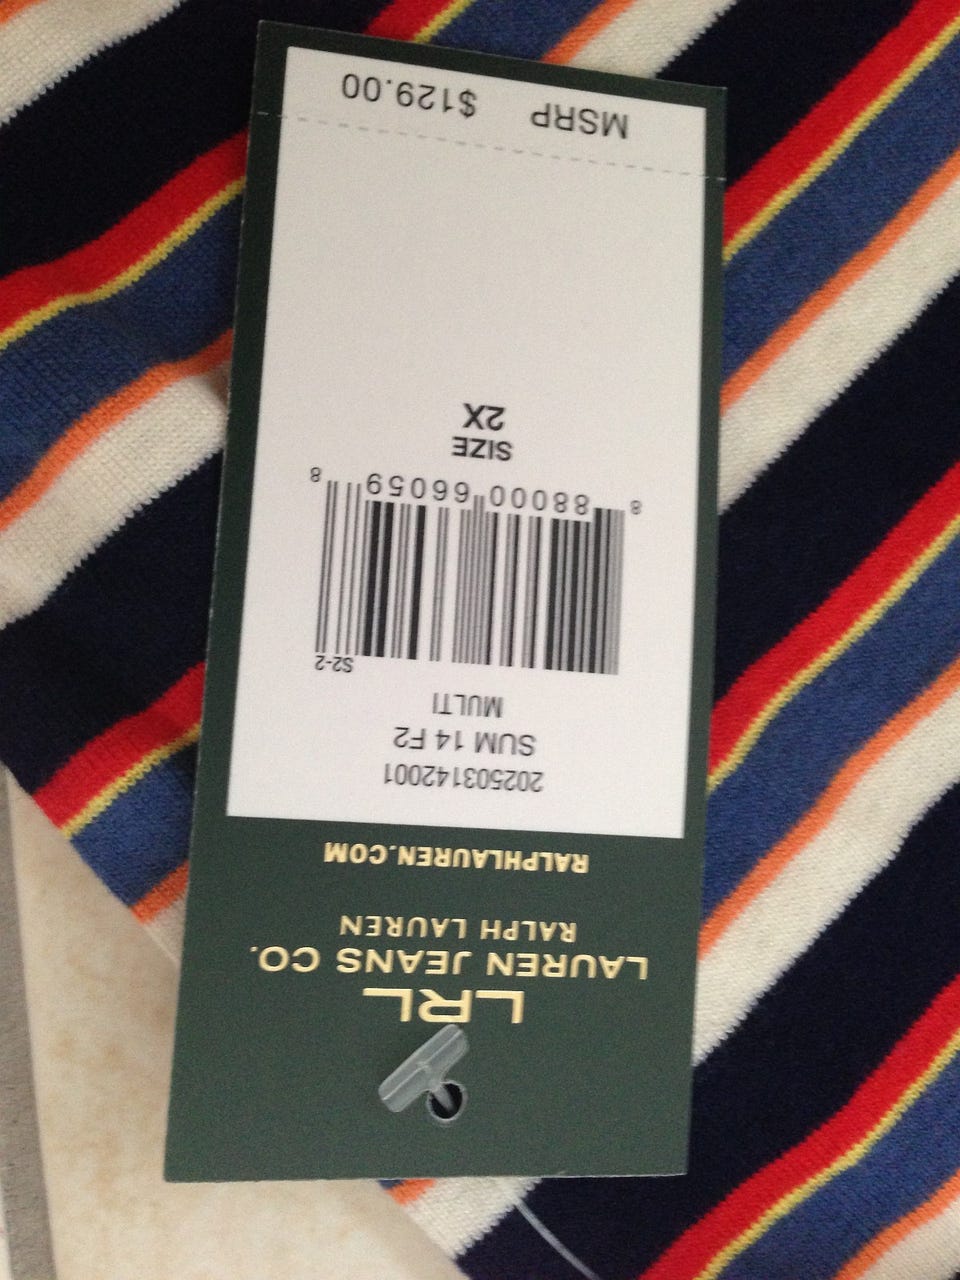 LRL
LAUREN JEANS CO.
RALPH LAUREN
RALPHLAUREN.COM
202503142001
SUM 14 F2
MULTI
S2-2
8 88000 66059 8
SIZE
2X
MSRP $129.00